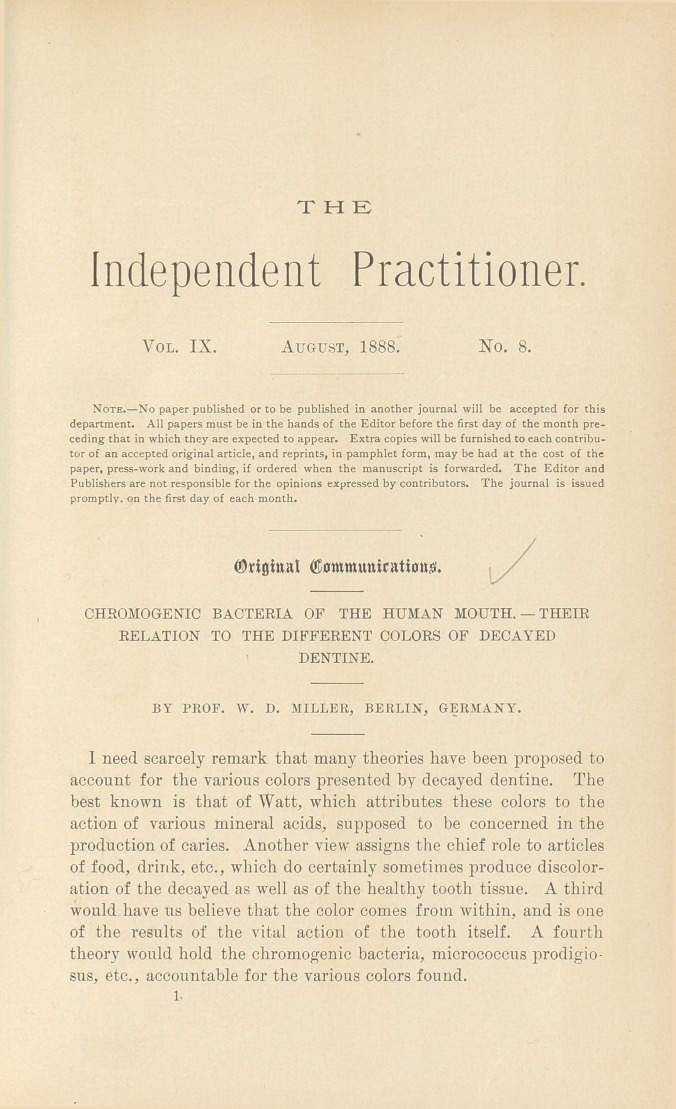 THE
Independent Practitioner.
VOL. IX. AUGUST, 1888. No. 8.
NOTE.—No paper published or to be published in another journal will be accepted for this
department. All papers must be in the hands of the Editor before the first day of the month pre-
ceding that in which they are expected to appear. Extra copies will be furnished to each contribu-
tor of an accepted original article, and reprints, in pamphlet form, may be had at the cost of the
paper, press-work and binding, if ordered when the manuscript is forwarded. The Editor and
Publishers are not responsible for the opinions expressed by contributors. The journal is issued
promptly, on the first day of each month.
Original Communications.
CHROMOGENIC BACTERIA OF THE HUMAN MOUTH.—THEIR
RELATION TO THE DIFFERENT COLORS OF DECAYED
DENTINE.
BY PROF. W. D. MILLER, BERLIN, GERMANY.
I need scarcely remark that many theories have been proposed to
account for the various colors presented by decayed dentine. The
best known is that of Watt, which attributes these colors to the
action of various mineral acids, supposed to be concerned in the
production of caries. Another view assigns the chief role to articles
of food, drink, etc., which do certainly sometimes produce discolor-
ation of the decayed as well as of the healthy tooth tissue. A third
would have us believe that the color comes from within, and is one
of the results of the vital action of the tooth itself. A fourth
theory would hold the chromogenic bacteria, micrococcus prodigio-
sus, etc., accountable for the various colors found.
1